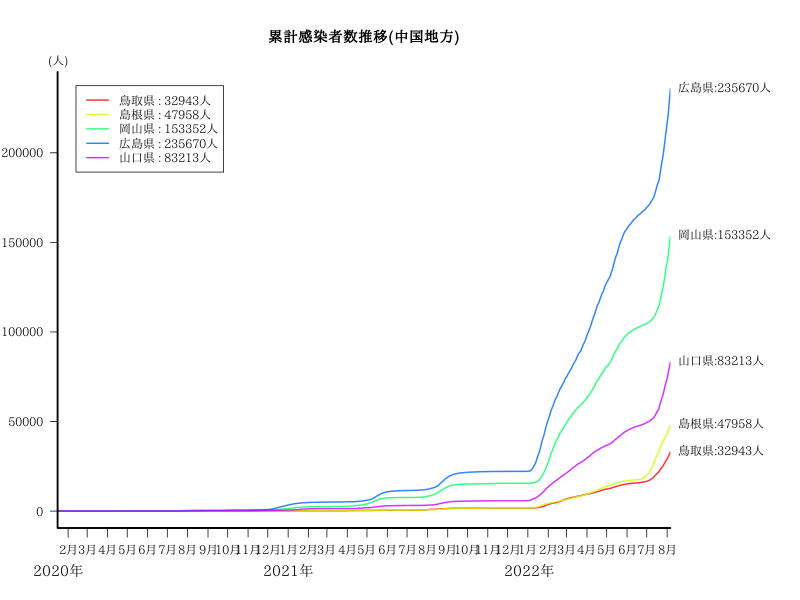 累計感染者数推移(中国地方)
(人)
鳥取県 : 32943人
島根県 : 47958人
岡山県 : 153352人
広島県 : 235670人
山口県 : 83213人
広島県:235670人
岡山県:153352人
山口県:83213人
島根県:47958人
鳥取県:32943人
200000
150000
100000
50000
0
2月 3月 4月 5月 6月 7月 8月 9月 10月 11月 12月 1月 2月 3月 4月 5月 6月 7月 8月 9月 10月 11月 12月 1月 2月 3月 4月 5月 6月 7月 8月
2020年 2021年 2022年